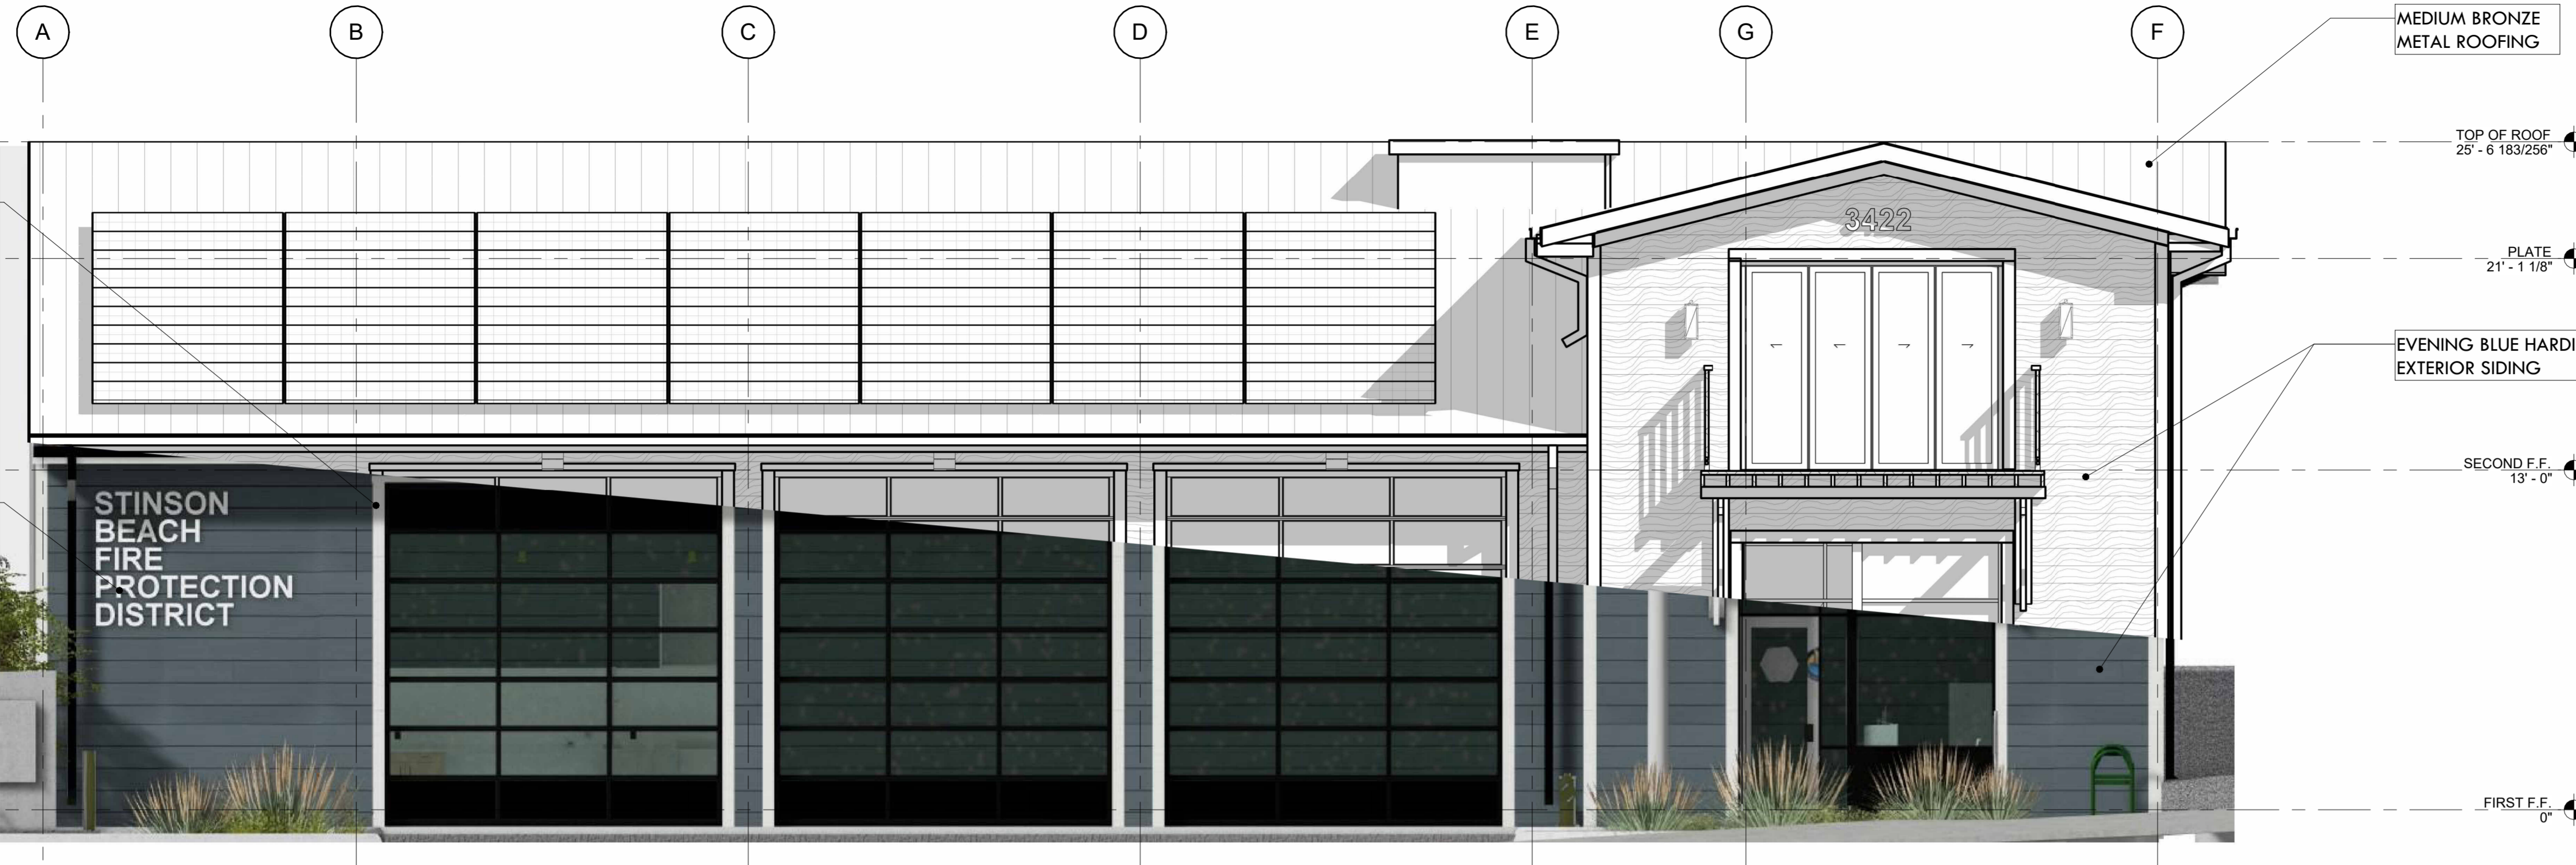 A
B
C
D
E
G
F
MEDIUM BRONZE
METAL ROOFING
TOP OF ROOF
25' - 6 183/256"
3422
PLATE
21' - 1 1/8"
EVENING BLUE HARDI
EXTERIOR SIDING
SECOND F.F.
13' - 0"
STINSON
BEACH
FIRE
PROTECTION
DISTRICT
FIRST F.F.
0"